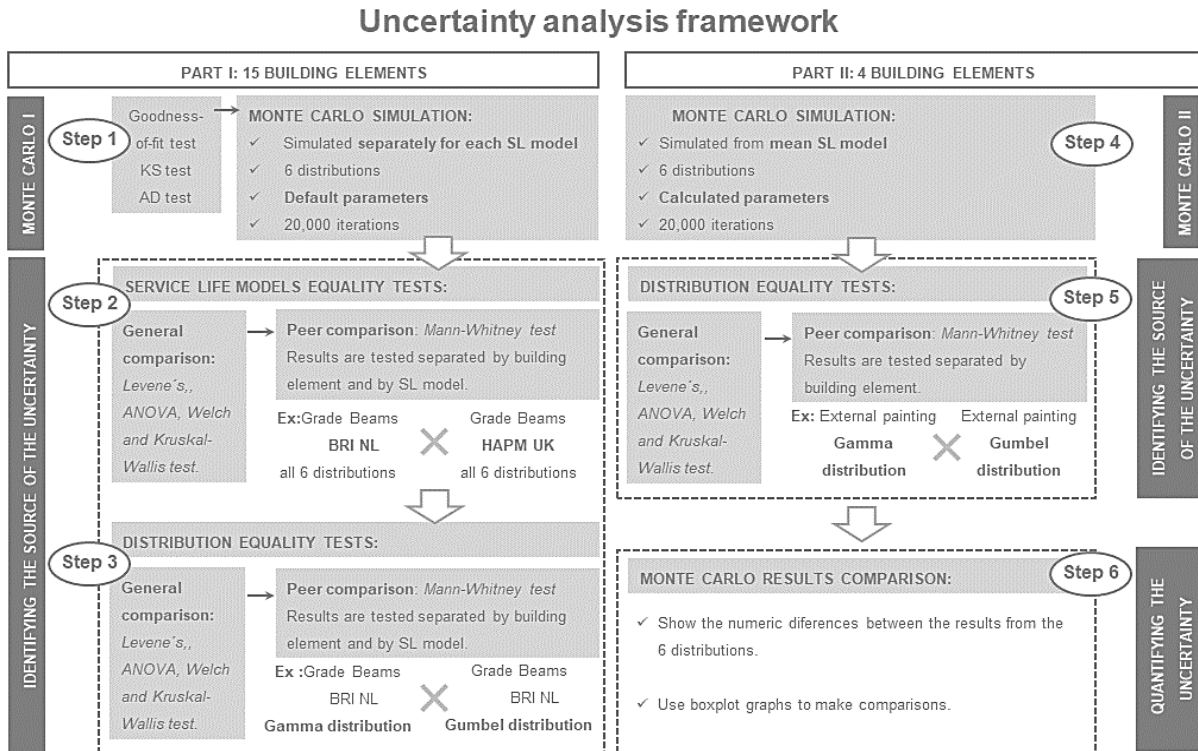 Uncertainty analysis framework
PART I: 15 BUILDING ELEMENTS
MONTE CARLO I
Step 1
Goodness-
of-fit test
KS test
AD test
MONTE CARLO SIMULATION:
✓ Simulated separately for each SL model
✓ 6 distributions
✓ Default parameters
✓ 20,000 iterations
IDENTIFYING THE SOURCE OF THE UNCERTAINTY
Step 2
SERVICE LIFE MODELS EQUALITY TESTS:
General
comparison:
Levene´s,,
ANOVA, Welch
and Kruskal-
Wallis test.
Peer comparison: Mann-Whitney test
Results are tested separated by building
element and by SL model.
Ex:Grade Beams Grade Beams
BRI NL HAPM UK
all 6 distributions all 6 distributions
Step 3
DISTRIBUTION EQUALITY TESTS:
General
comparison:
Levene´s,,
ANOVA, Welch
and Kruskal-
Wallis test.
Peer comparison: Mann-Whitney test
Results are tested separated by building
element and by SL model.
Ex :Grade Beams Grade Beams
BRI NL BRI NL
Gamma distribution Gumbel distribution
PART II: 4 BUILDING ELEMENTS
MONTE CARLO SIMULATION:
✓ Simulated from mean SL model
✓ 6 distributions
✓ Calculated parameters
✓ 20,000 iterations
Step 4
MONTE CARLO II
DISTRIBUTION EQUALITY TESTS:
Step 5
General
comparison:
Levene´s,,
ANOVA, Welch
and Kruskal-
Wallis test.
Peer comparison: Mann-Whitney test
Results are tested separated by
building element.
Ex: External painting External painting
Gamma Gumbel
distribution distribution
IDENTIFYING THE SOURCE
OF THE UNCERTAINTY
MONTE CARLO RESULTS COMPARISON:
Step 6
✓ Show the numeric diferences between the results from the
6 distributions.
✓ Use boxplot graphs to make comparisons.
QUANTIFYING THE
UNCERTAINTY